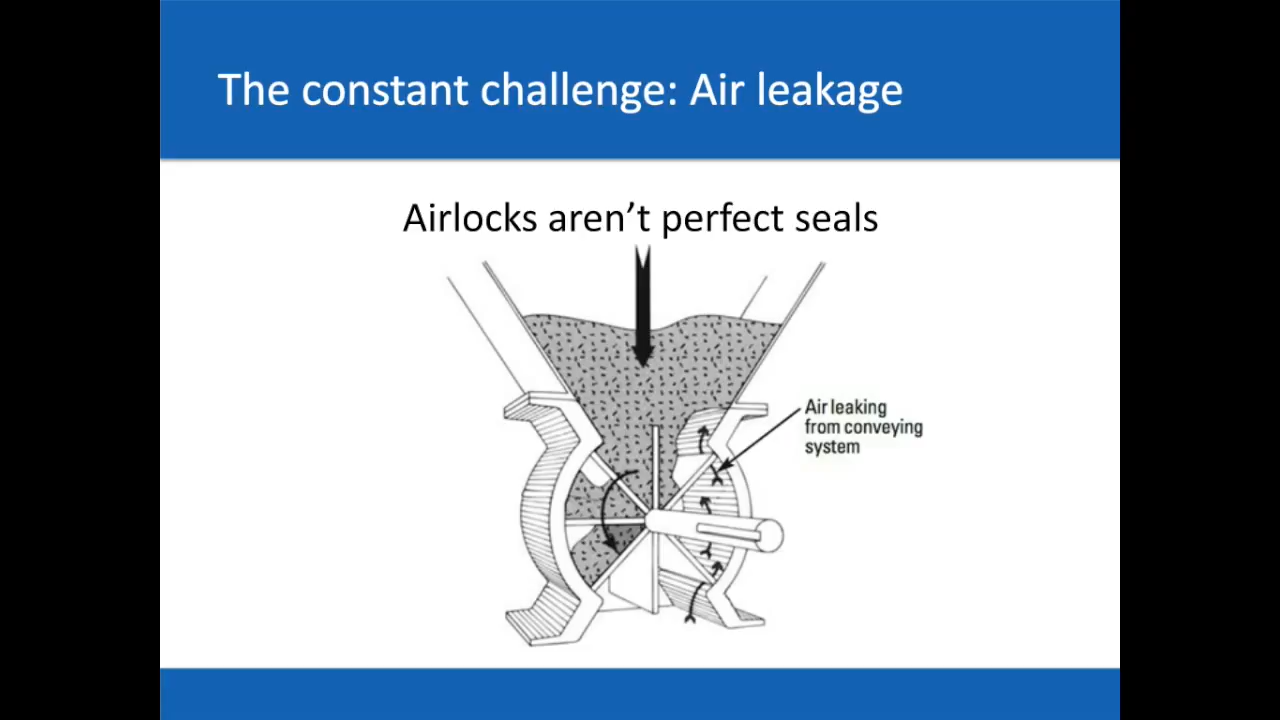 The constant challenge: Air leakage
Airlocks aren’t perfect seals
Air leaking
from conveying
system